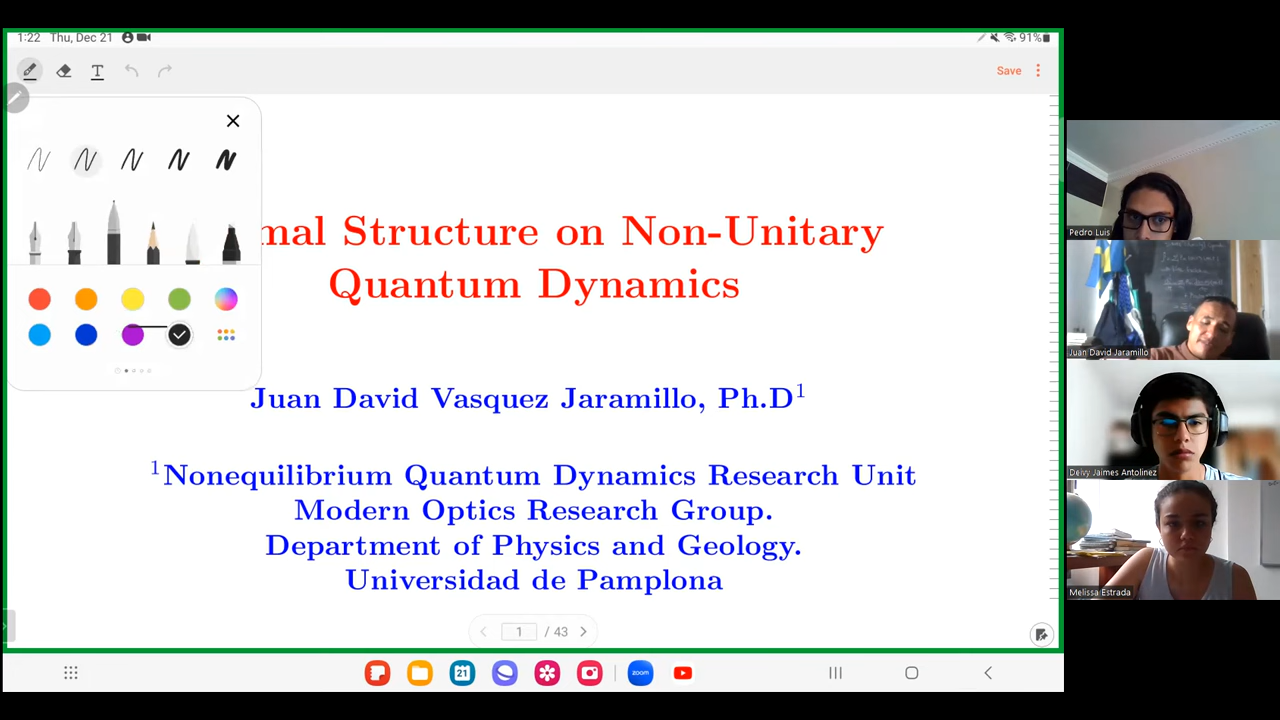 1:22 Thu, Dec 21
91%
T
Save
mal Structure on Non-Unitary
Quantum Dynamics
Juan David Vasquez Jaramillo, Ph.D¹
¹Nonequilibrium Quantum Dynamics Research Unit
Modern Optics Research Group.
Department of Physics and Geology.
Universidad de Pamplona
1 / 43
21
zoom
Pedro Luis
Juan David Jaramillo
Deivy Jaimes Antolinez
Melissa Estrada